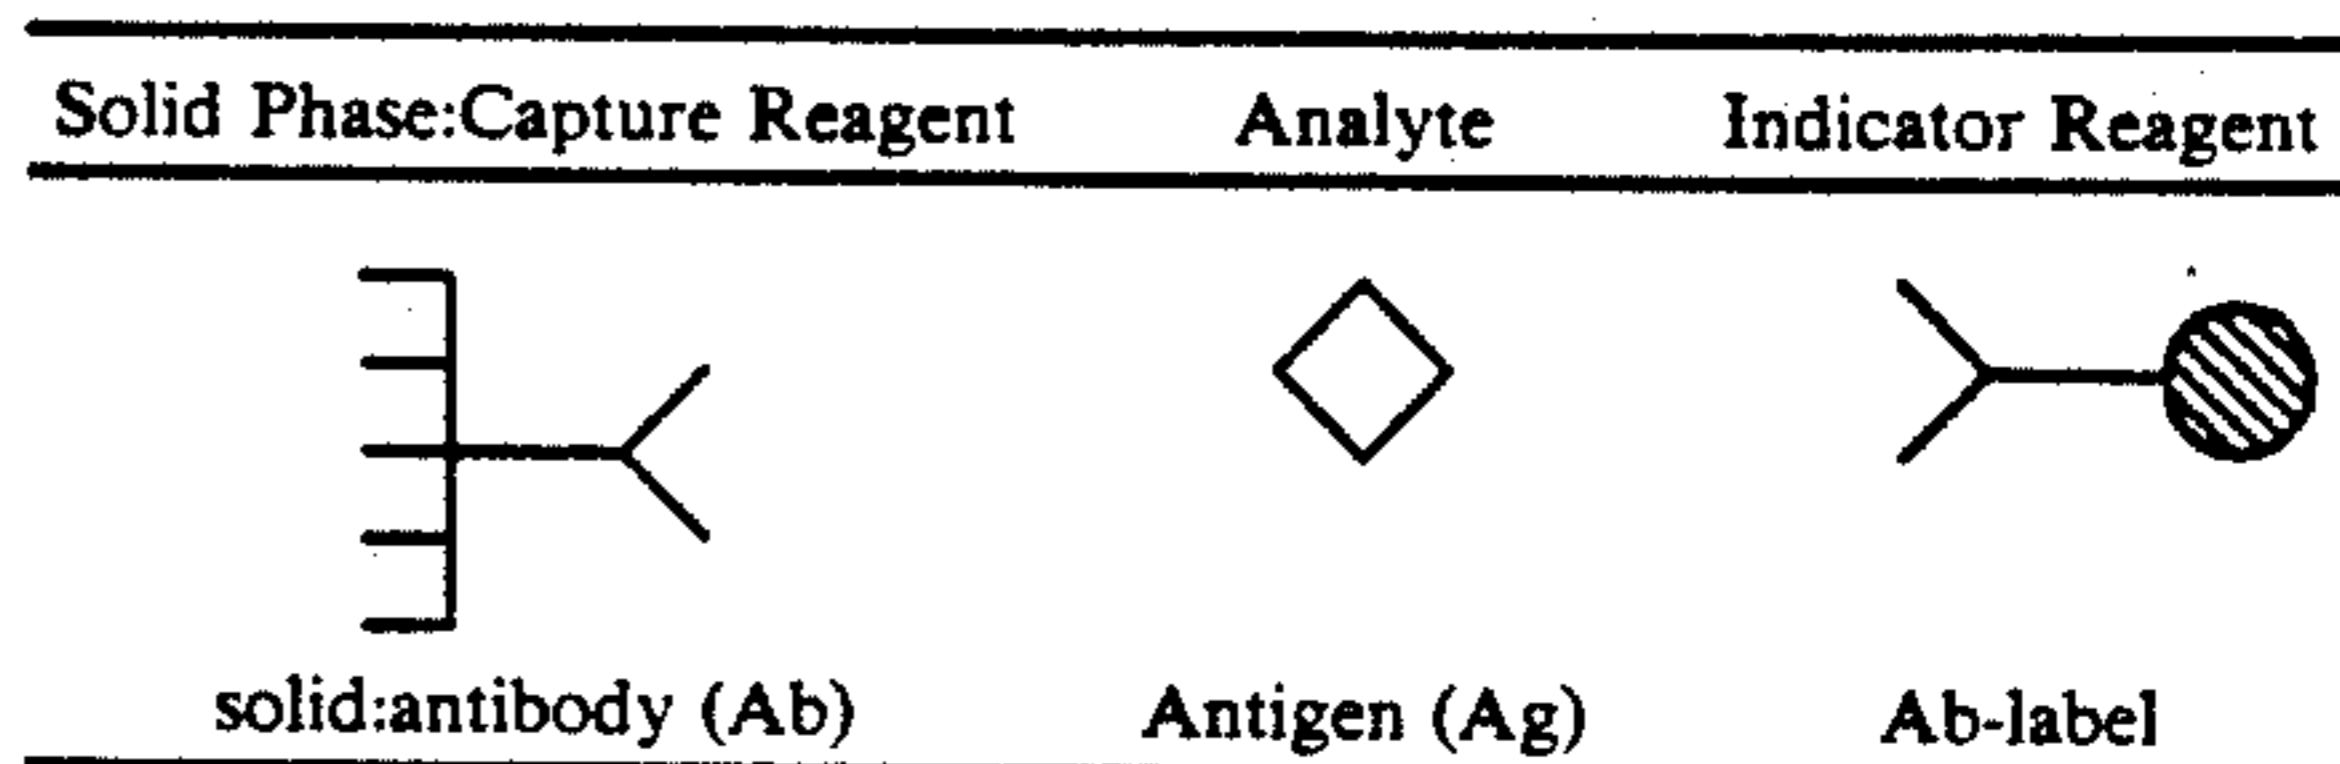 Solid Phase:Capture Reagent Analyte Indicator Reagent
solid:antibody (Ab) Antigen (Ag) Ab-label